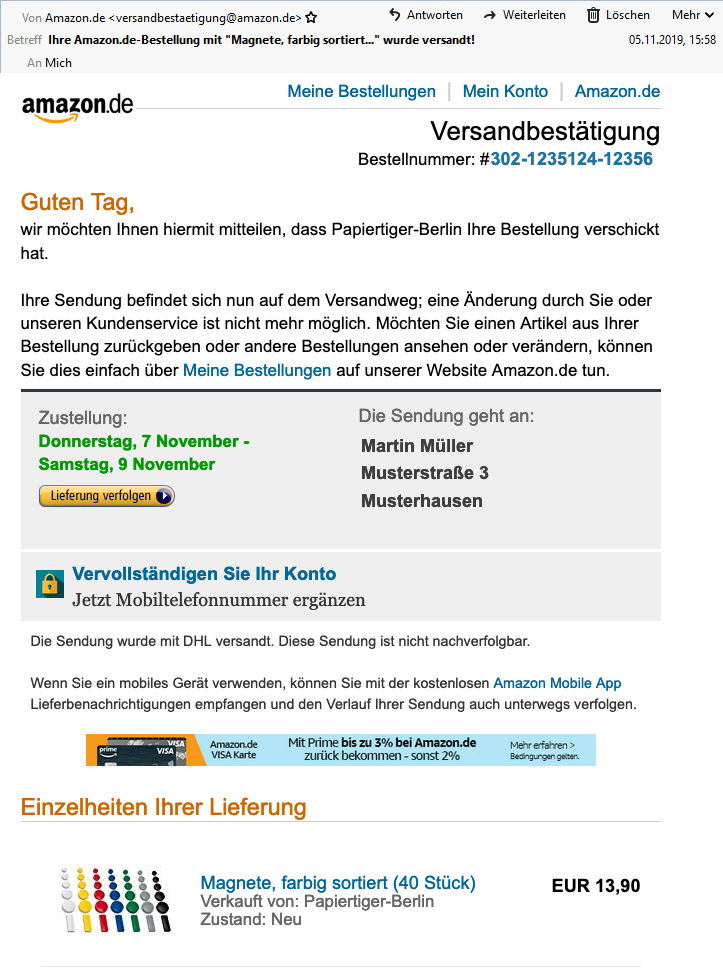 Von Amazon.de <versandbestaetigung@amazon.de> Antworten Weiterleiten Löschen Mehr
Betreff Ihre Amazon.de-Bestellung mit "Magnete, farbig sortiert..." wurde versandt! 05.11.2019, 15:58
An Mich
amazon.de
Meine Bestellungen | Mein Konto | Amazon.de
Versandbestätigung
Bestellnummer: #302-1235124-12356
Guten Tag,
wir möchten Ihnen hiermit mitteilen, dass Papiertiger-Berlin Ihre Bestellung verschickt
hat.
Ihre Sendung befindet sich nun auf dem Versandweg; eine Änderung durch Sie oder
unseren Kundenservice ist nicht mehr möglich. Möchten Sie einen Artikel aus Ihrer
Bestellung zurückgeben oder andere Bestellungen ansehen oder verändern, können
Sie dies einfach über Meine Bestellungen auf unserer Website Amazon.de tun.
Zustellung:
Donnerstag, 7 November -
Samstag, 9 November
Lieferung verfolgen
Die Sendung geht an:
Martin Müller
Musterstraße 3
Musterhausen
Vervollständigen Sie Ihr Konto
Jetzt Mobiltelefonnummer ergänzen
Die Sendung wurde mit DHL versandt. Diese Sendung ist nicht nachverfolgbar.
Wenn Sie ein mobiles Gerät verwenden, können Sie mit der kostenlosen Amazon Mobile App
Lieferbenachrichtigungen empfangen und den Verlauf Ihrer Sendung auch unterwegs verfolgen.
prime VISA VISA
Amazon.de
VISA Karte
Mit Prime bis zu 3% bei Amazon.de
zurück bekommen - sonst 2%
Mehr erfahren >
Bedingungen gelten.
Einzelheiten Ihrer Lieferung
Magnete, farbig sortiert (40 Stück) EUR 13,90
Verkauft von: Papiertiger-Berlin
Zustand: Neu